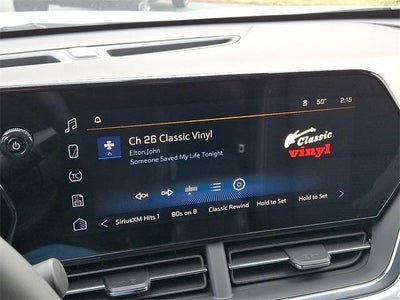 50° 2:15
Ch 26 Classic Vinyl
Elton John
Someone Saved My Life Tonight
Classic
vinyl
TC
< SiriusXM Hits 1 80s on 8 Classic Rewind Hold to Set Hold to Set >